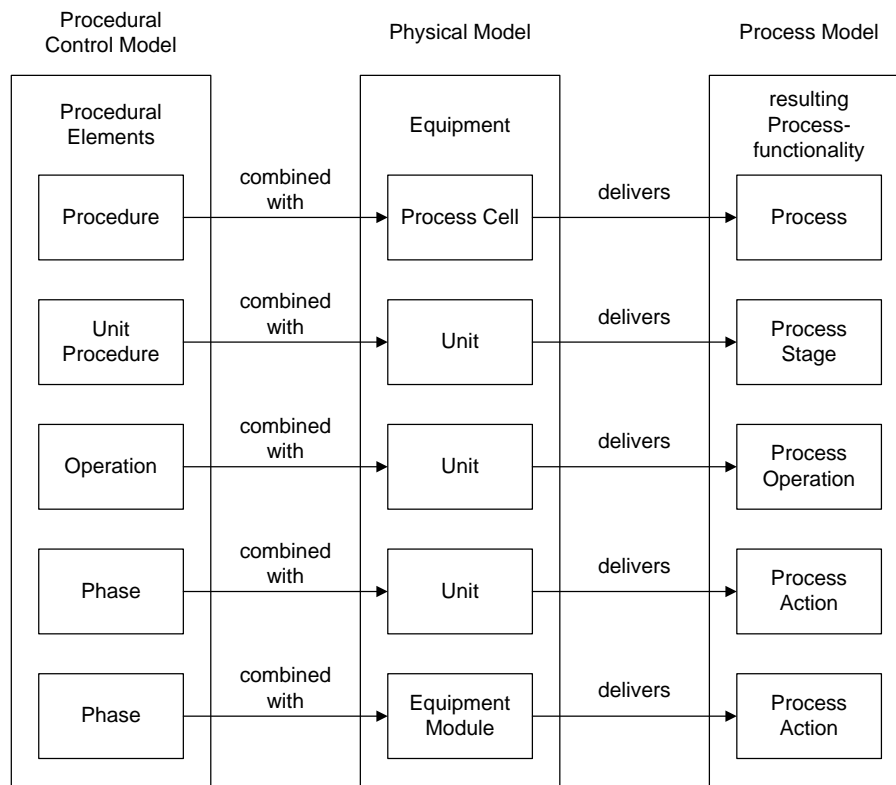 Procedural
Control Model
Physical Model
Process Model
Procedural
Elements
Equipment
resulting
Process-
functionality
Procedure
combined
with
Process Cell
delivers
Process
Unit
Procedure
combined
with
Unit
delivers
Process
Stage
Operation
combined
with
Unit
delivers
Process
Operation
Phase
combined
with
Unit
delivers
Process
Action
Phase
combined
with
Equipment
Module
delivers
Process
Action